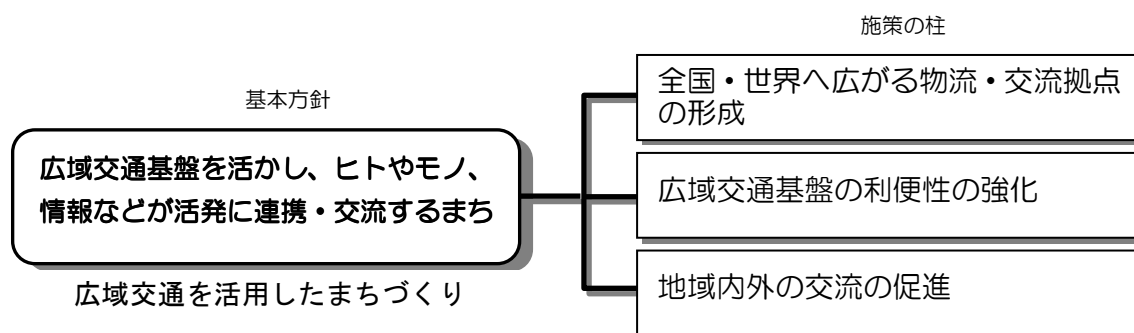 施策の柱
基本方針
広域交通基盤を活かし、ヒトやモノ、
情報などが活発に連携・交流するまち
広域交通を活用したまちづくり
全国・世界へ広がる物流・交流拠点
の形成
広域交通基盤の利便性の強化
地域内外の交流の促進